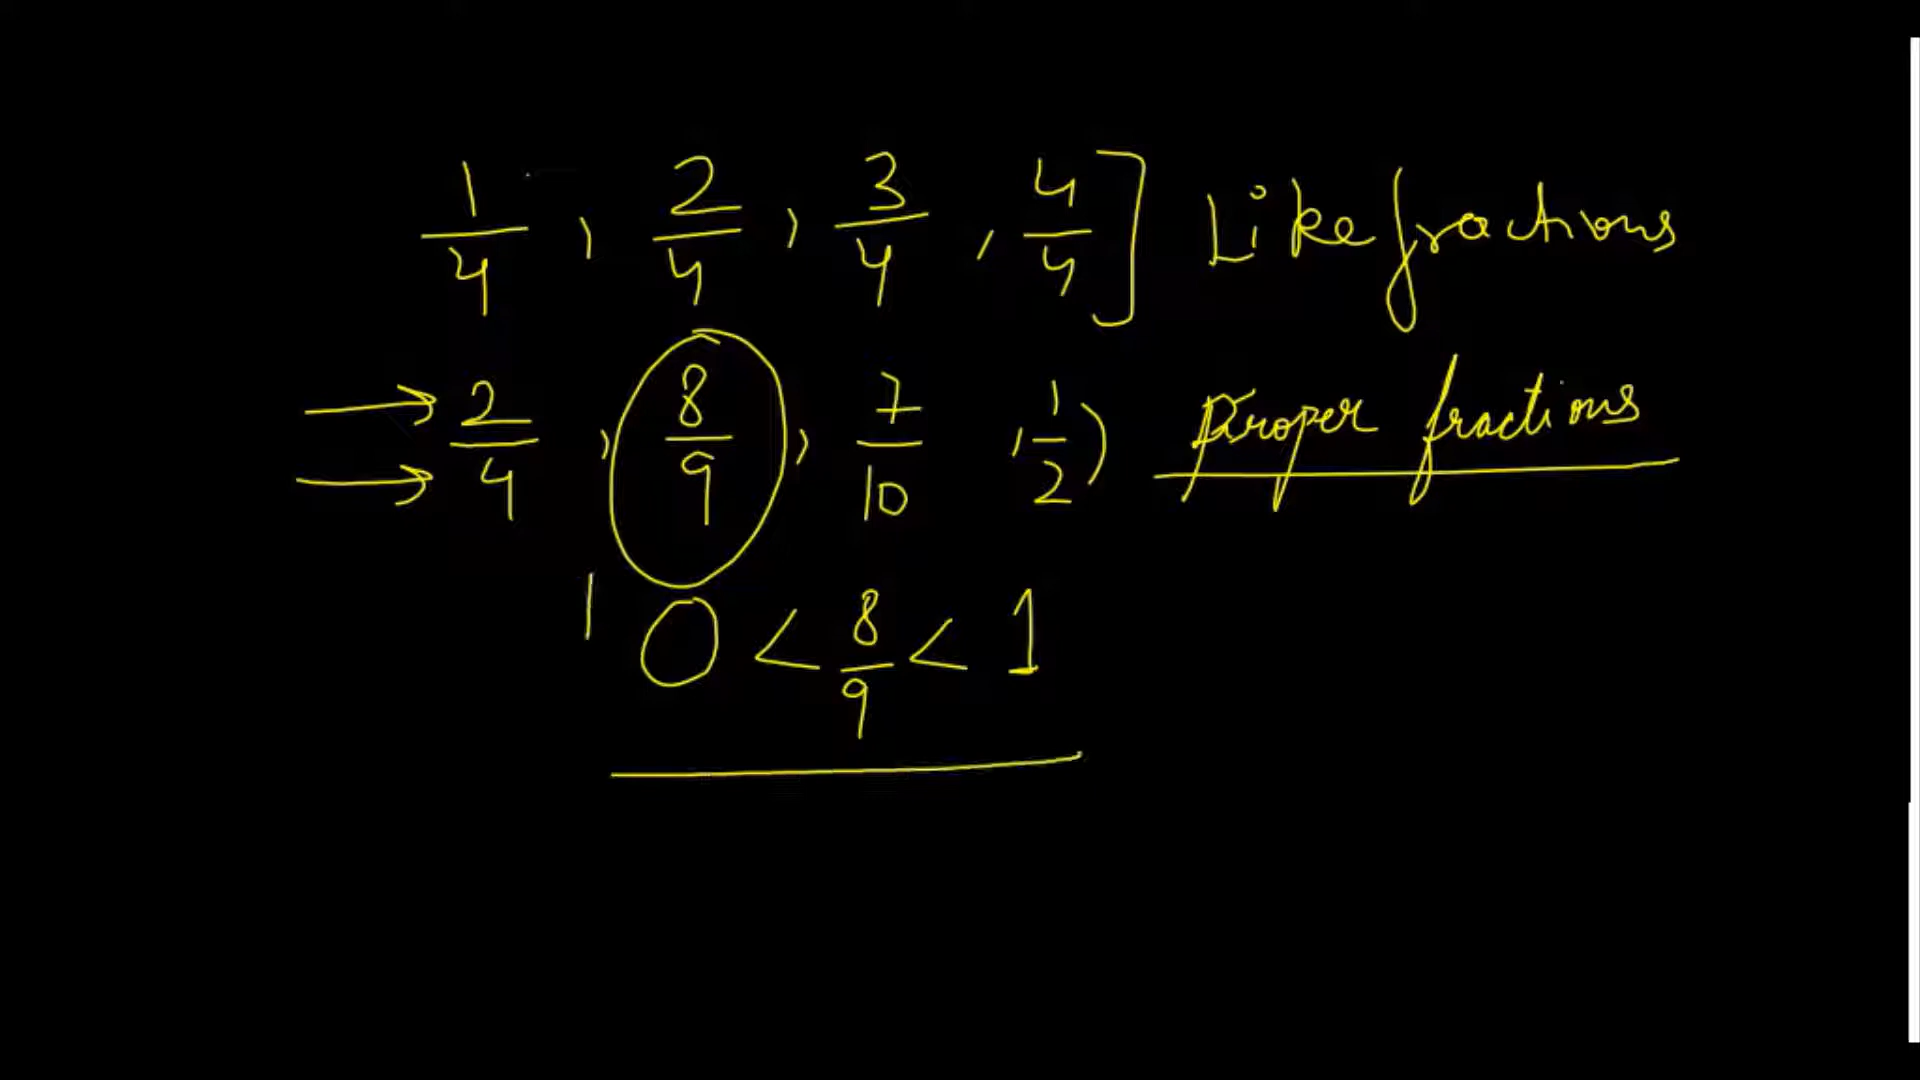 1/4 , 2/4 , 3/4 , 4/4 ] Like fractions
→ → 2/4 , 8/9 , 7/10 , 1/2 ) Proper fractions
0 < 8/9 < 1